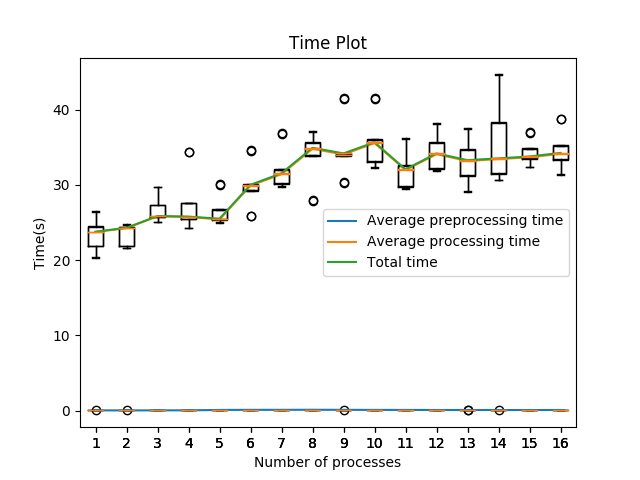 Time Plot
Time(s)
40
30
20
10
0
Average preprocessing time
Average processing time
Total time
1 2 3 4 5 6 7 8 9 10 11 12 13 14 15 16
Number of processes